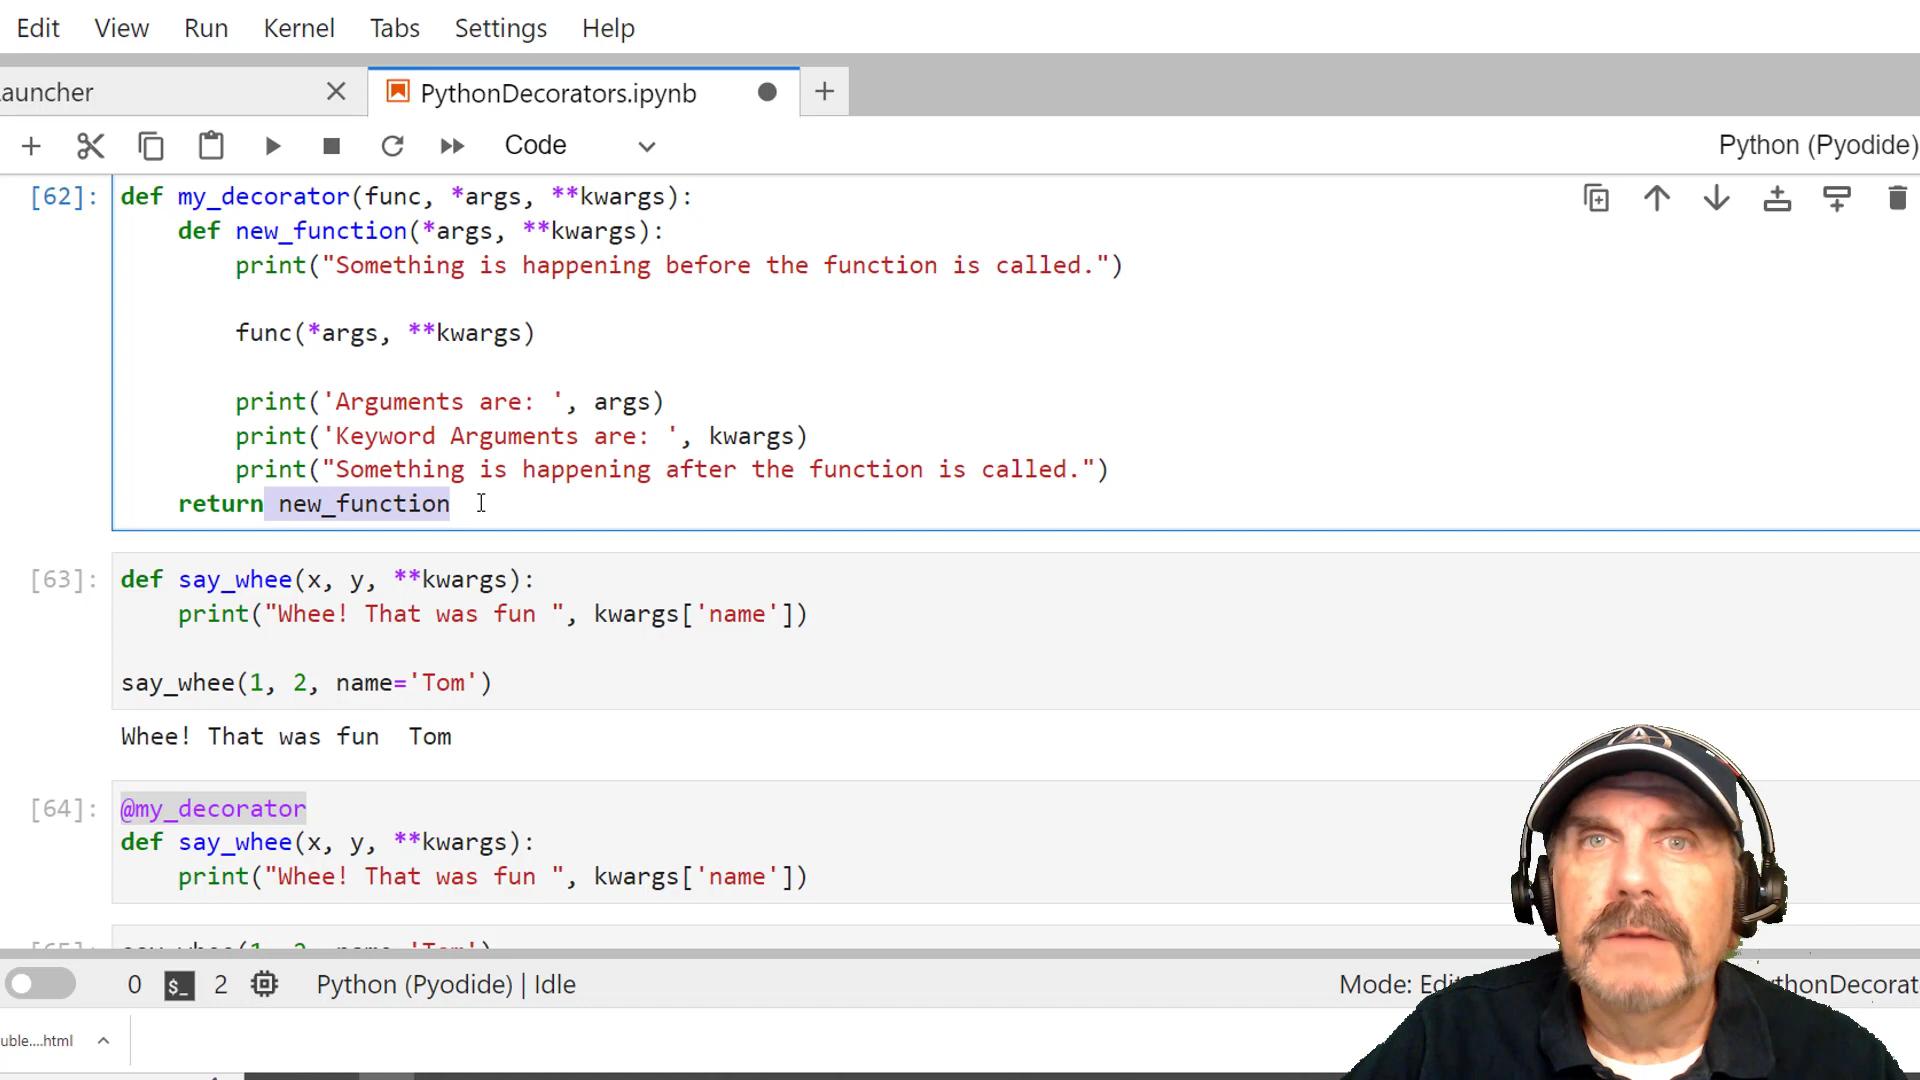 Edit View Run Kernel Tabs Settings Help
auncher PythonDecorators.ipynb
Code Python (Pyodide)
[62]: def my_decorator(func, *args, **kwargs):
def new_function(*args, **kwargs):
print("Something is happening before the function is called.")
func(*args, **kwargs)
print('Arguments are: ', args)
print('Keyword Arguments are: ', kwargs)
print("Something is happening after the function is called.")
return new_function
[63]: def say_whee(x, y, **kwargs):
print("Whee! That was fun ", kwargs['name'])
say_whee(1, 2, name='Tom')
Whee! That was fun  Tom
[64]: @my_decorator
def say_whee(x, y, **kwargs):
print("Whee! That was fun ", kwargs['name'])
0 $_ 2 Python (Pyodide) | Idle Mode: Edi thonDecorat
uble....html